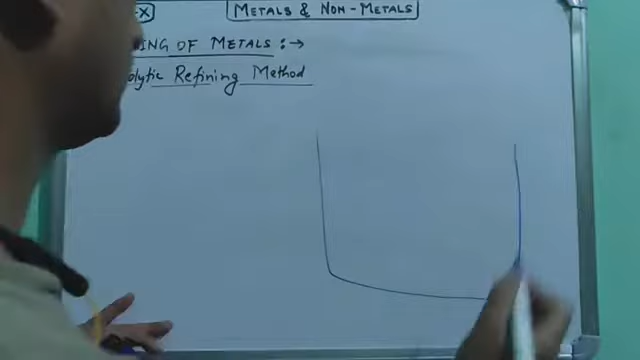 X METALS & NON-METALS
ING OF METALS :→
olytic Refining Method